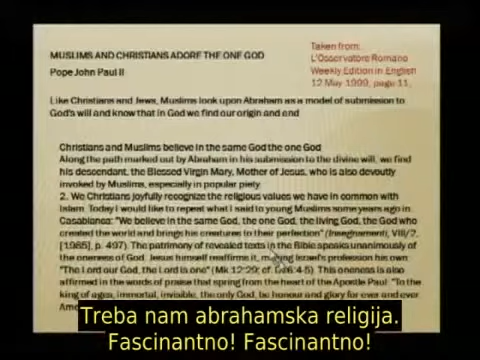 MUSLIMS AND CHRISTIANS ADORE THE ONE GOD
Pope John Paul II
Taken from:
L'Osservatore Romano
Weekly Edition in English
12 May 1999, page 11.
Like Christians and Jews, Muslims look upon Abraham as a model of submission to
God's will and know that in God we find our origin and end
Christians and Muslims believe in the same God the one God
Along the path marked out by Abraham in his submission to the divine will, we find
his descendant, the Blessed Virgin Mary, Mother of Jesus, who is also devoutly
invoked by Muslims, especially in popular piety.
2. We Christians joyfully recognize the religious values we have in common with
Islam. Today I would like to repeat what I said to young Muslims some years ago in
Casablanca: "We believe in the same God, the one God, the living God, the God who
created the world and brings his creatures to their perfection" (Insegnamenti, VIII/2,
[1985], p. 497). The patrimony of revealed texts in the Bible speaks unanimously of
the oneness of God. Jesus himself reaffirms it, making Israel's profession his own:
"The Lord our God, the Lord is one" (Mk 12:29; cf. Dt 6:4-5). This oneness is also
affirmed in the words of praise that spring from the heart of the Apostle Paul: "To the
king of ages, immortal, invisible, the only God, be honour and glory for ever and ever
Treba nam abrahamska religija.
Fascinantno! Fascinantno!